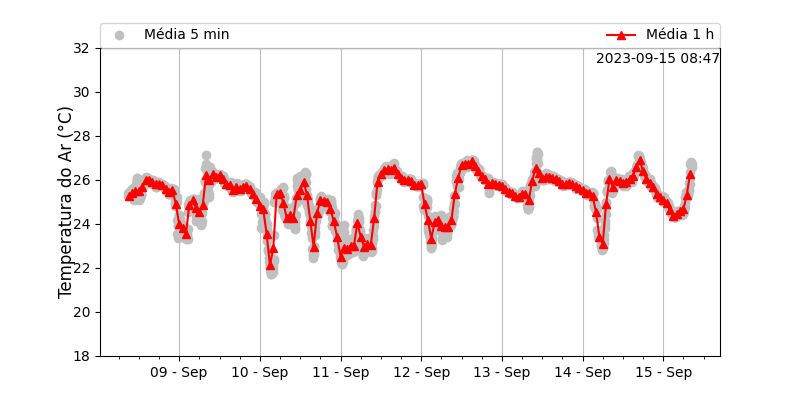 Média 5 min
Média 1 h
2023-09-15 08:47
Temperatura do Ar (°C)
32
30
28
26
24
22
20
18
09 - Sep
10 - Sep
11 - Sep
12 - Sep
13 - Sep
14 - Sep
15 - Sep